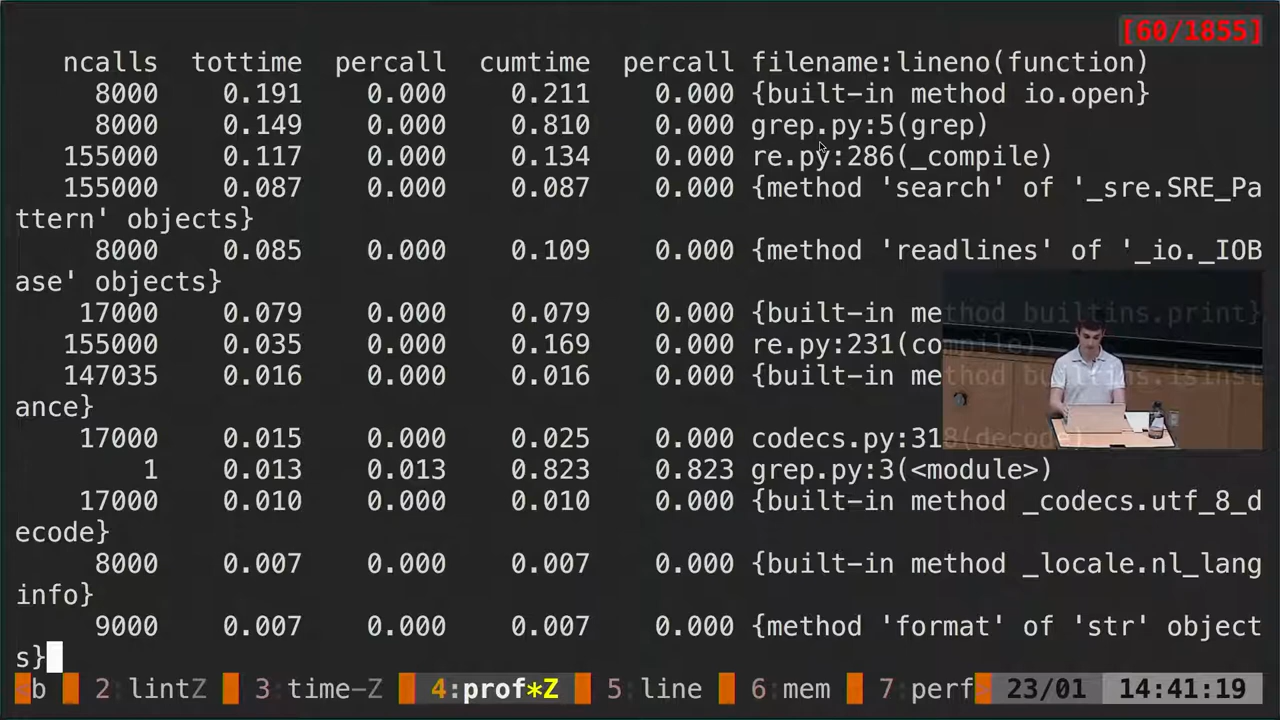 [60/1855]
ncalls tottime percall cumtime percall filename:lineno(function)
8000 0.191 0.000 0.211 0.000 {built-in method io.open}
8000 0.149 0.000 0.810 0.000 grep.py:5(grep)
155000 0.117 0.000 0.134 0.000 re.py:286(_compile)
155000 0.087 0.000 0.087 0.000 {method 'search' of '_sre.SRE_Pa
ttern' objects}
8000 0.085 0.000 0.109 0.000 {method 'readlines' of '_io._IOB
ase' objects}
17000 0.079 0.000 0.079 0.000 {built-in method builtins.print}
155000 0.035 0.000 0.169 0.000 re.py:231(compile)
147035 0.016 0.000 0.016 0.000 {built-in method builtins.isinst
ance}
17000 0.015 0.000 0.025 0.000 codecs.py:318(decode)
1 0.013 0.013 0.823 0.823 grep.py:3(<module>)
17000 0.010 0.000 0.010 0.000 {built-in method _codecs.utf_8_d
ecode}
8000 0.007 0.000 0.007 0.000 {built-in method _locale.nl_lang
info}
9000 0.007 0.000 0.007 0.000 {method 'format' of 'str' object
s}
<b 2:lintZ 3:time-Z 4:prof*Z 5:line 6:mem 7:perf> 23/01 14:41:19